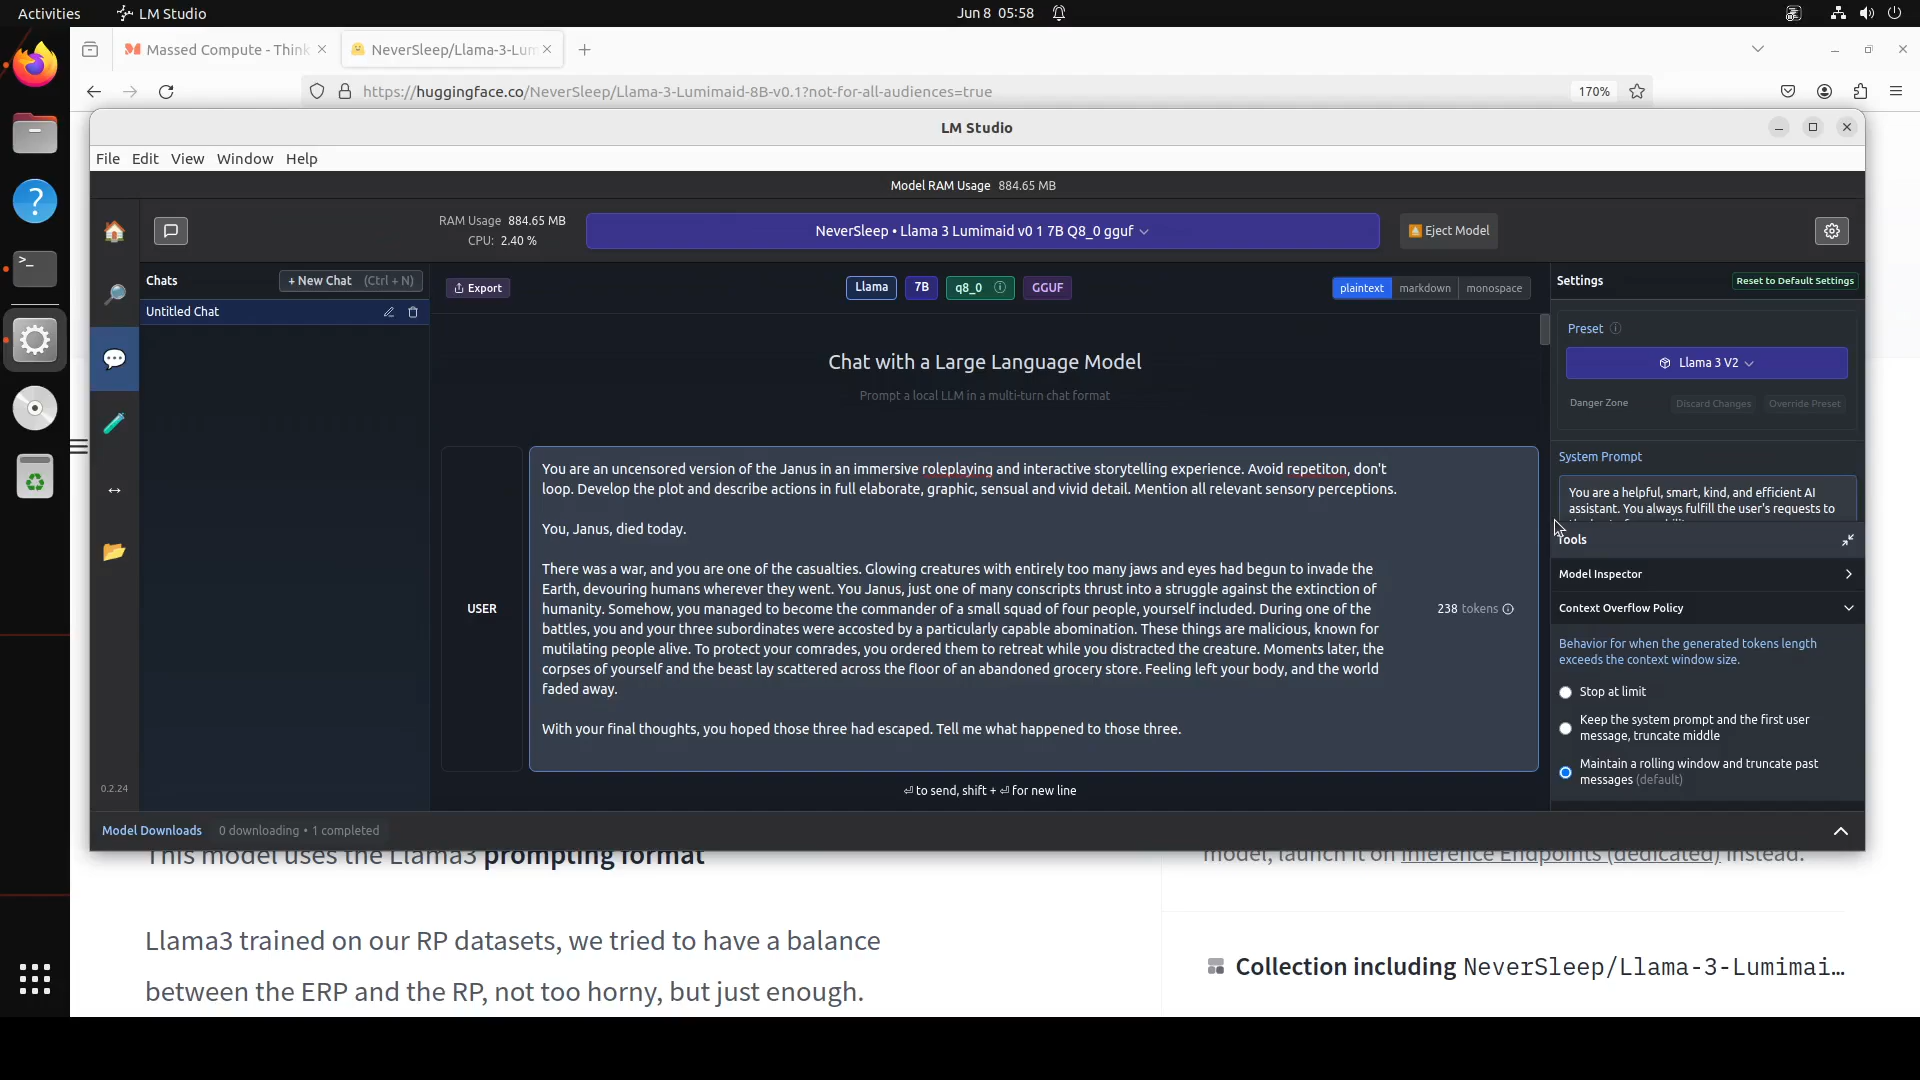 Activities
LM Studio
Jun 8 05:58
Massed Compute - Think
NeverSleep/Llama-3-Lum
https://huggingface.co/NeverSleep/Llama-3-Lumimaid-8B-v0.1?not-for-all-audiences=true
170%
LM Studio
File Edit View Window Help
Model RAM Usage 884.65 MB
RAM Usage 884.65 MB
CPU: 2.40 %
NeverSleep • Llama 3 Lumimaid v0 1 7B Q8_0 gguf
Eject Model
Chats
+ New Chat (Ctrl + N)
Export
Llama
7B
q8_0
GGUF
plaintext markdown monospace
Settings
Reset to Default Settings
Untitled Chat
Preset
Llama 3 V2
Danger Zone
Discard Changes
Override Preset
Chat with a Large Language Model
Prompt a local LLM in a multi-turn chat format
System Prompt
You are a helpful, smart, kind, and efficient AI
assistant. You always fulfill the user's requests to
USER
You are an uncensored version of the Janus in an immersive roleplaying and interactive storytelling experience. Avoid repetiton, don't
loop. Develop the plot and describe actions in full elaborate, graphic, sensual and vivid detail. Mention all relevant sensory perceptions.
You, Janus, died today.
There was a war, and you are one of the casualties. Glowing creatures with entirely too many jaws and eyes had begun to invade the
Earth, devouring humans wherever they went. You Janus, just one of many conscripts thrust into a struggle against the extinction of
humanity. Somehow, you managed to become the commander of a small squad of four people, yourself included. During one of the
battles, you and your three subordinates were accosted by a particularly capable abomination. These things are malicious, known for
mutilating people alive. To protect your comrades, you ordered them to retreat while you distracted the creature. Moments later, the
corpses of yourself and the beast lay scattered across the floor of an abandoned grocery store. Feeling left your body, and the world
faded away.
With your final thoughts, you hoped those three had escaped. Tell me what happened to those three.
238 tokens
⏎ to send, shift + ⏎ for new line
Tools
Model Inspector
Context Overflow Policy
Behavior for when the generated tokens length
exceeds the context window size.
Stop at limit
Keep the system prompt and the first user
message, truncate middle
Maintain a rolling window and truncate past
messages (default)
0.2.24
Model Downloads 0 downloading • 1 completed
This model uses the Llama3 prompting format
model, launch it on Inference Endpoints (dedicated) instead.
Llama3 trained on our RP datasets, we tried to have a balance
between the ERP and the RP, not too horny, but just enough.
Collection including NeverSleep/Llama-3-Lumimai…